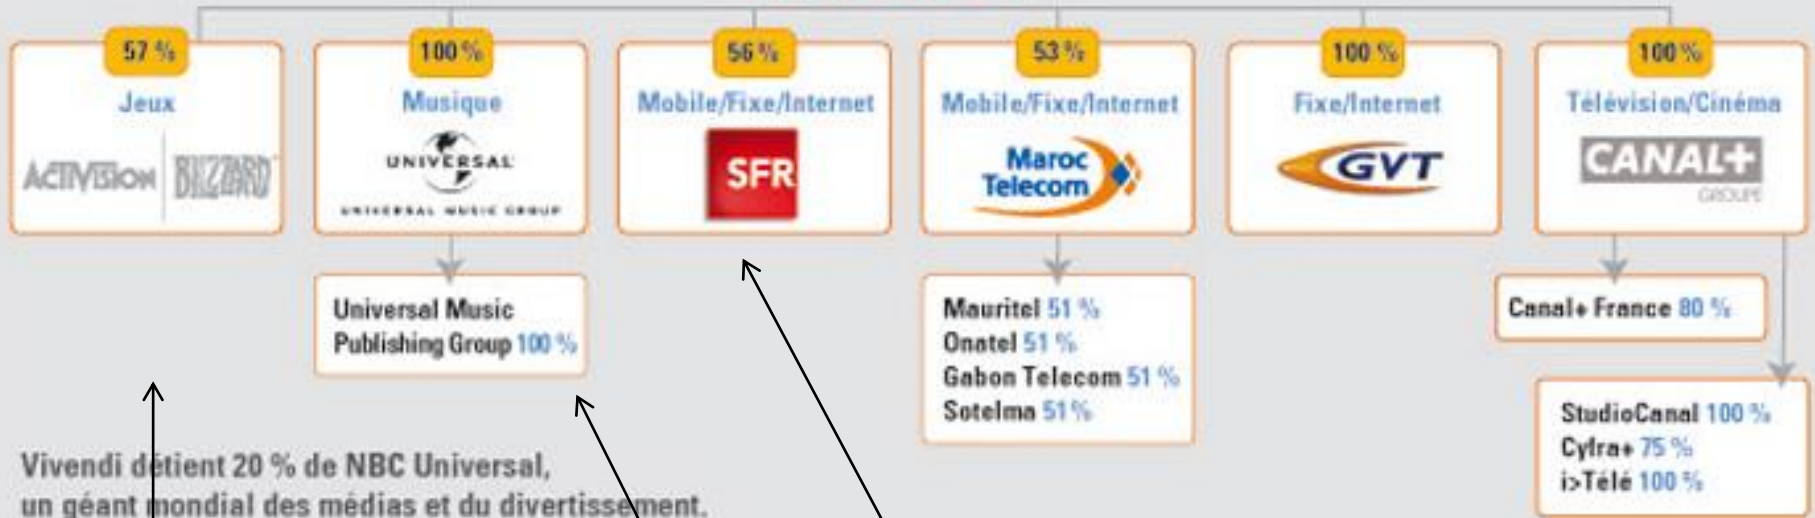 57 %
Jeux
ACTIVISION | BLIZZARD
100 %
Musique
UNIVERSAL
UNIVERSAL MUSIC GROUP
Universal Music
Publishing Group 100 %
56 %
Mobile/Fixe/Internet
SFR
53 %
Mobile/Fixe/Internet
Maroc
Telecom
Mauritel 51 %
Onatel 51 %
Gabon Telecom 51 %
Sotelma 51%
100 %
Fixe/Internet
GVT
100 %
Télévision/Cinéma
CANAL+
GROUPE
Canal+ France 80 %
StudioCanal 100 %
Cyfra+ 75 %
i>Télé 100 %
Vivendi détient 20 % de NBC Universal,
un géant mondial des médias et du divertissement.